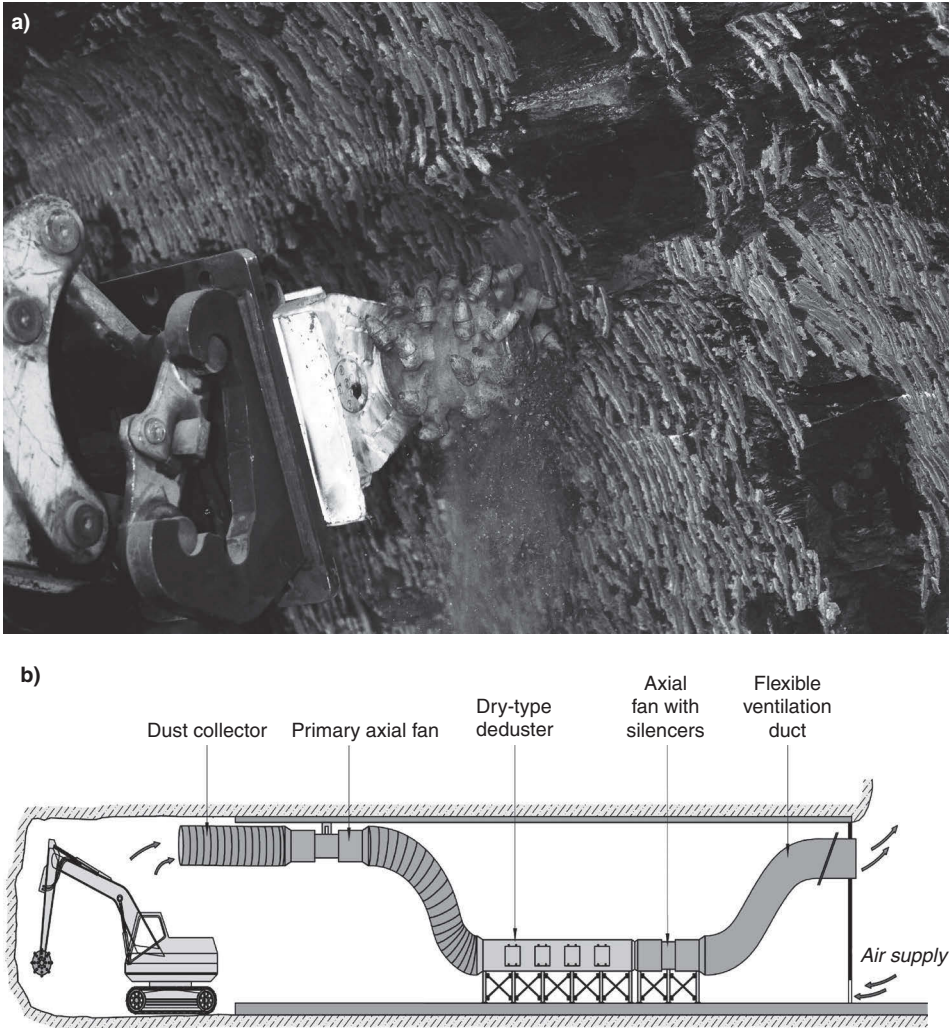 a)
b)
Dust collector
Primary axial fan
Dry-type
deduster
Axial
fan with
silencers
Flexible
ventilation
duct
Air supply